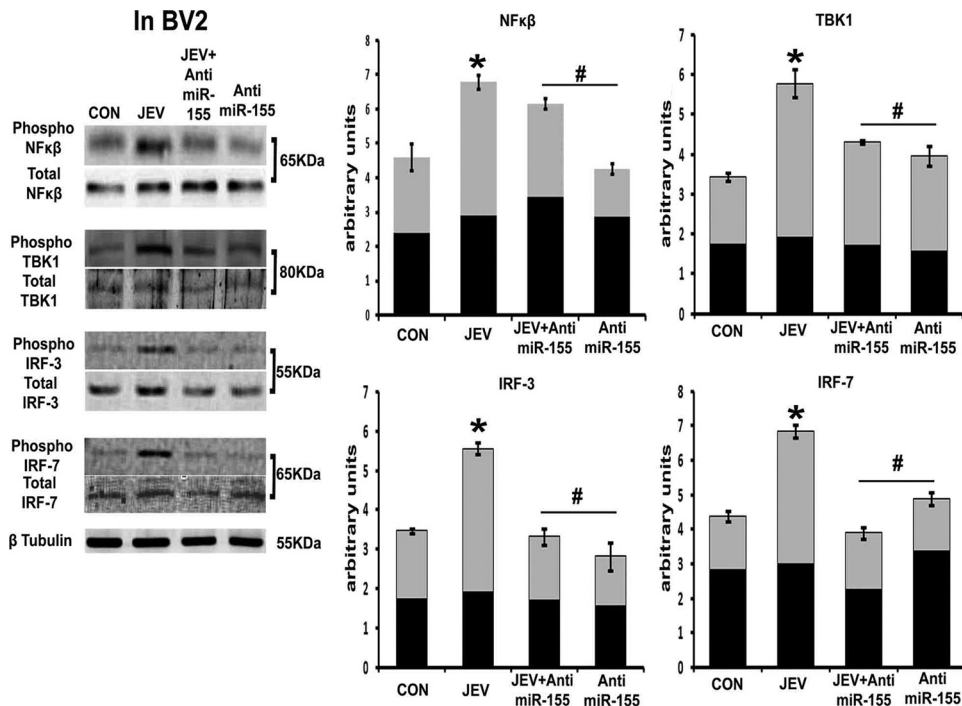 In BV2
CON
JEV
JEV+
Anti
miR-
155
Anti
miR-155
Phospho
NFκβ
Total
NFκβ
65KDa
Phospho
TBK1
Total
TBK1
80KDa
Phospho
IRF-3
Total
IRF-3
55KDa
Phospho
IRF-7
Total
IRF-7
65KDa
β Tubulin
55KDa
NFκβ
arbitrary units
8
7
6
5
4
3
2
1
0
*
#
CON
JEV
JEV+Anti
miR-155
Anti
miR-155
TBK1
arbitrary units
7
6
5
4
3
2
1
0
*
#
CON
JEV
JEV+Anti
miR-155
Anti
miR-155
IRF-3
arbitrary units
7
6
5
4
3
2
1
0
*
#
CON
JEV
JEV+Anti
miR-155
Anti
miR-155
IRF-7
arbitrary units
8
7
6
5
4
3
2
1
0
*
#
CON
JEV
JEV+Anti
miR-155
Anti
miR-155